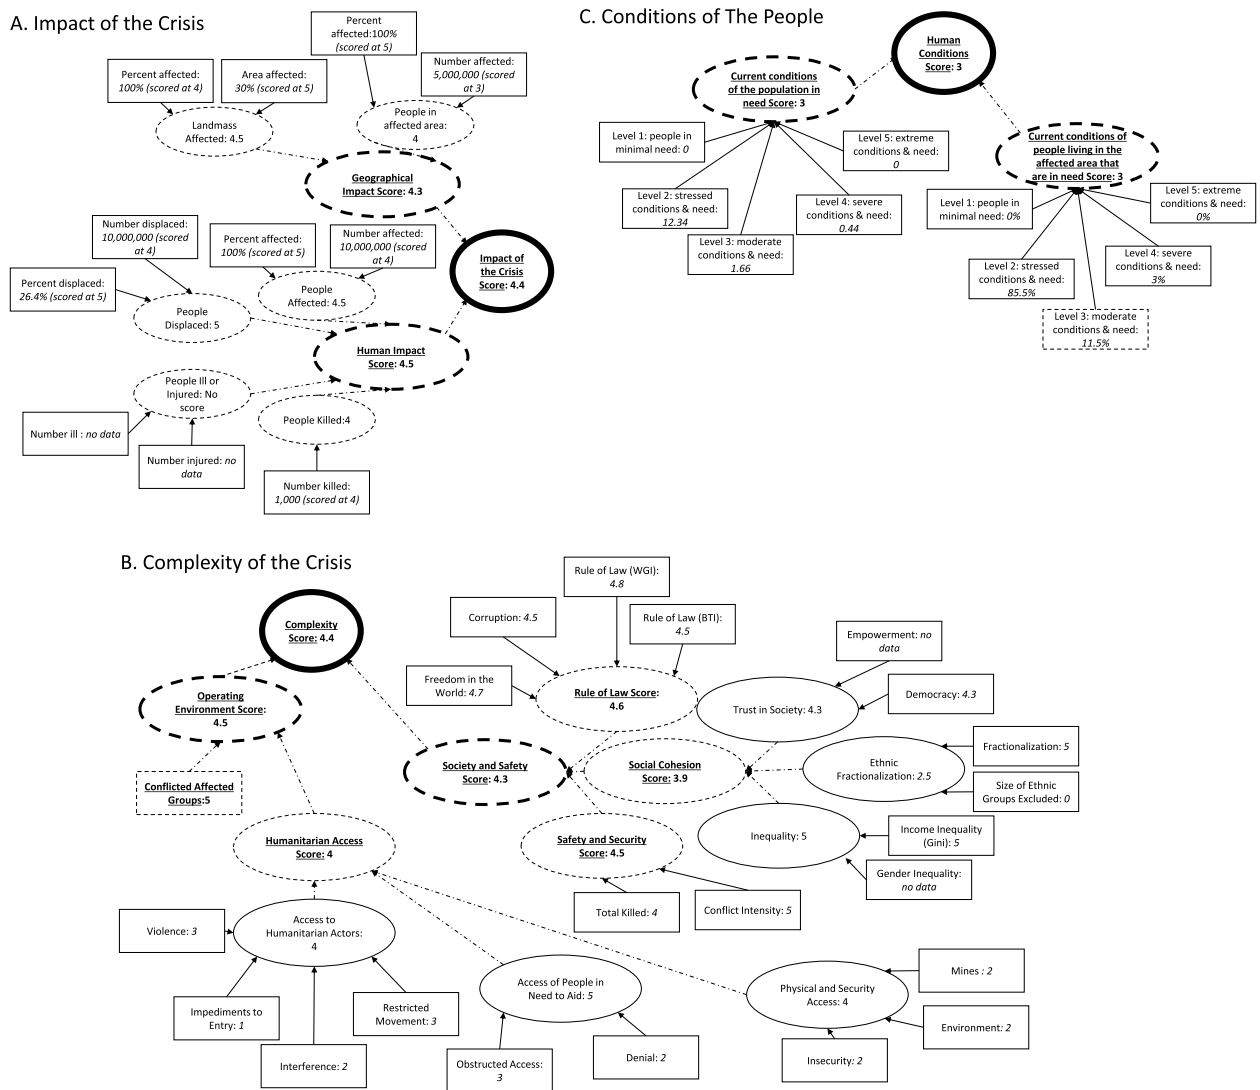 A. Impact of the Crisis
Percent
affected:100%
(scored at 5)
Number affected:
5,000,000 (scored
at 3)
Percent affected:
100% (scored at 4)
Area affected:
30% (scored at 5)
Landmass
Affected: 4.5
People in
affected area:
4
Geographical
Impact Score: 4.3
Number displaced:
10,000,000 (scored
at 4)
Percent affected:
100% (scored at 5)
Number affected:
10,000,000 (scored
at 4)
Percent displaced:
26.4% (scored at 5)
People
Displaced: 5
People
Affected: 4.5
Impact of
the Crisis
Score: 4.4
Human Impact
Score: 4.5
People Ill or
Injured: No
score
People Killed:4
Number ill : no data
Number injured: no
data
Number killed:
1,000 (scored at 4)
C. Conditions of The People
Human
Conditions
Score: 3
Current conditions
of the population in
need Score: 3
Level 1: people in
minimal need: 0
Level 5: extreme
conditions & need:
0
Level 2: stressed
conditions & need:
12.34
Level 4: severe
conditions & need:
0.44
Level 3: moderate
conditions & need:
1.66
Current conditions of
people living in the
affected area that
are in need Score: 3
Level 1: people in
minimal need: 0%
Level 5: extreme
conditions & need:
0%
Level 2: stressed
conditions & need:
85.5%
Level 4: severe
conditions & need:
3%
Level 3: moderate
conditions & need:
11.5%
B. Complexity of the Crisis
Complexity
Score: 4.4
Operating
Environment Score:
4.5
Conflicted Affected
Groups:5
Humanitarian Access
Score: 4
Corruption: 4.5
Rule of Law (WGI):
4.8
Rule of Law (BTI):
4.5
Freedom in the
World: 4.7
Rule of Law Score:
4.6
Society and Safety
Score: 4.3
Social Cohesion
Score: 3.9
Safety and Security
Score: 4.5
Total Killed: 4
Conflict Intensity: 5
Empowerment: no
data
Trust in Society: 4.3
Democracy: 4.3
Ethnic
Fractionalization: 2.5
Fractionalization: 5
Size of Ethnic
Groups Excluded: 0
Inequality: 5
Income Inequality
(Gini): 5
Gender Inequality:
no data
Violence: 3
Access to
Humanitarian Actors:
4
Impediments to
Entry: 1
Interference: 2
Restricted
Movement: 3
Access of People in
Need to Aid: 5
Obstructed Access:
3
Denial: 2
Physical and Security
Access: 4
Mines : 2
Environment: 2
Insecurity: 2